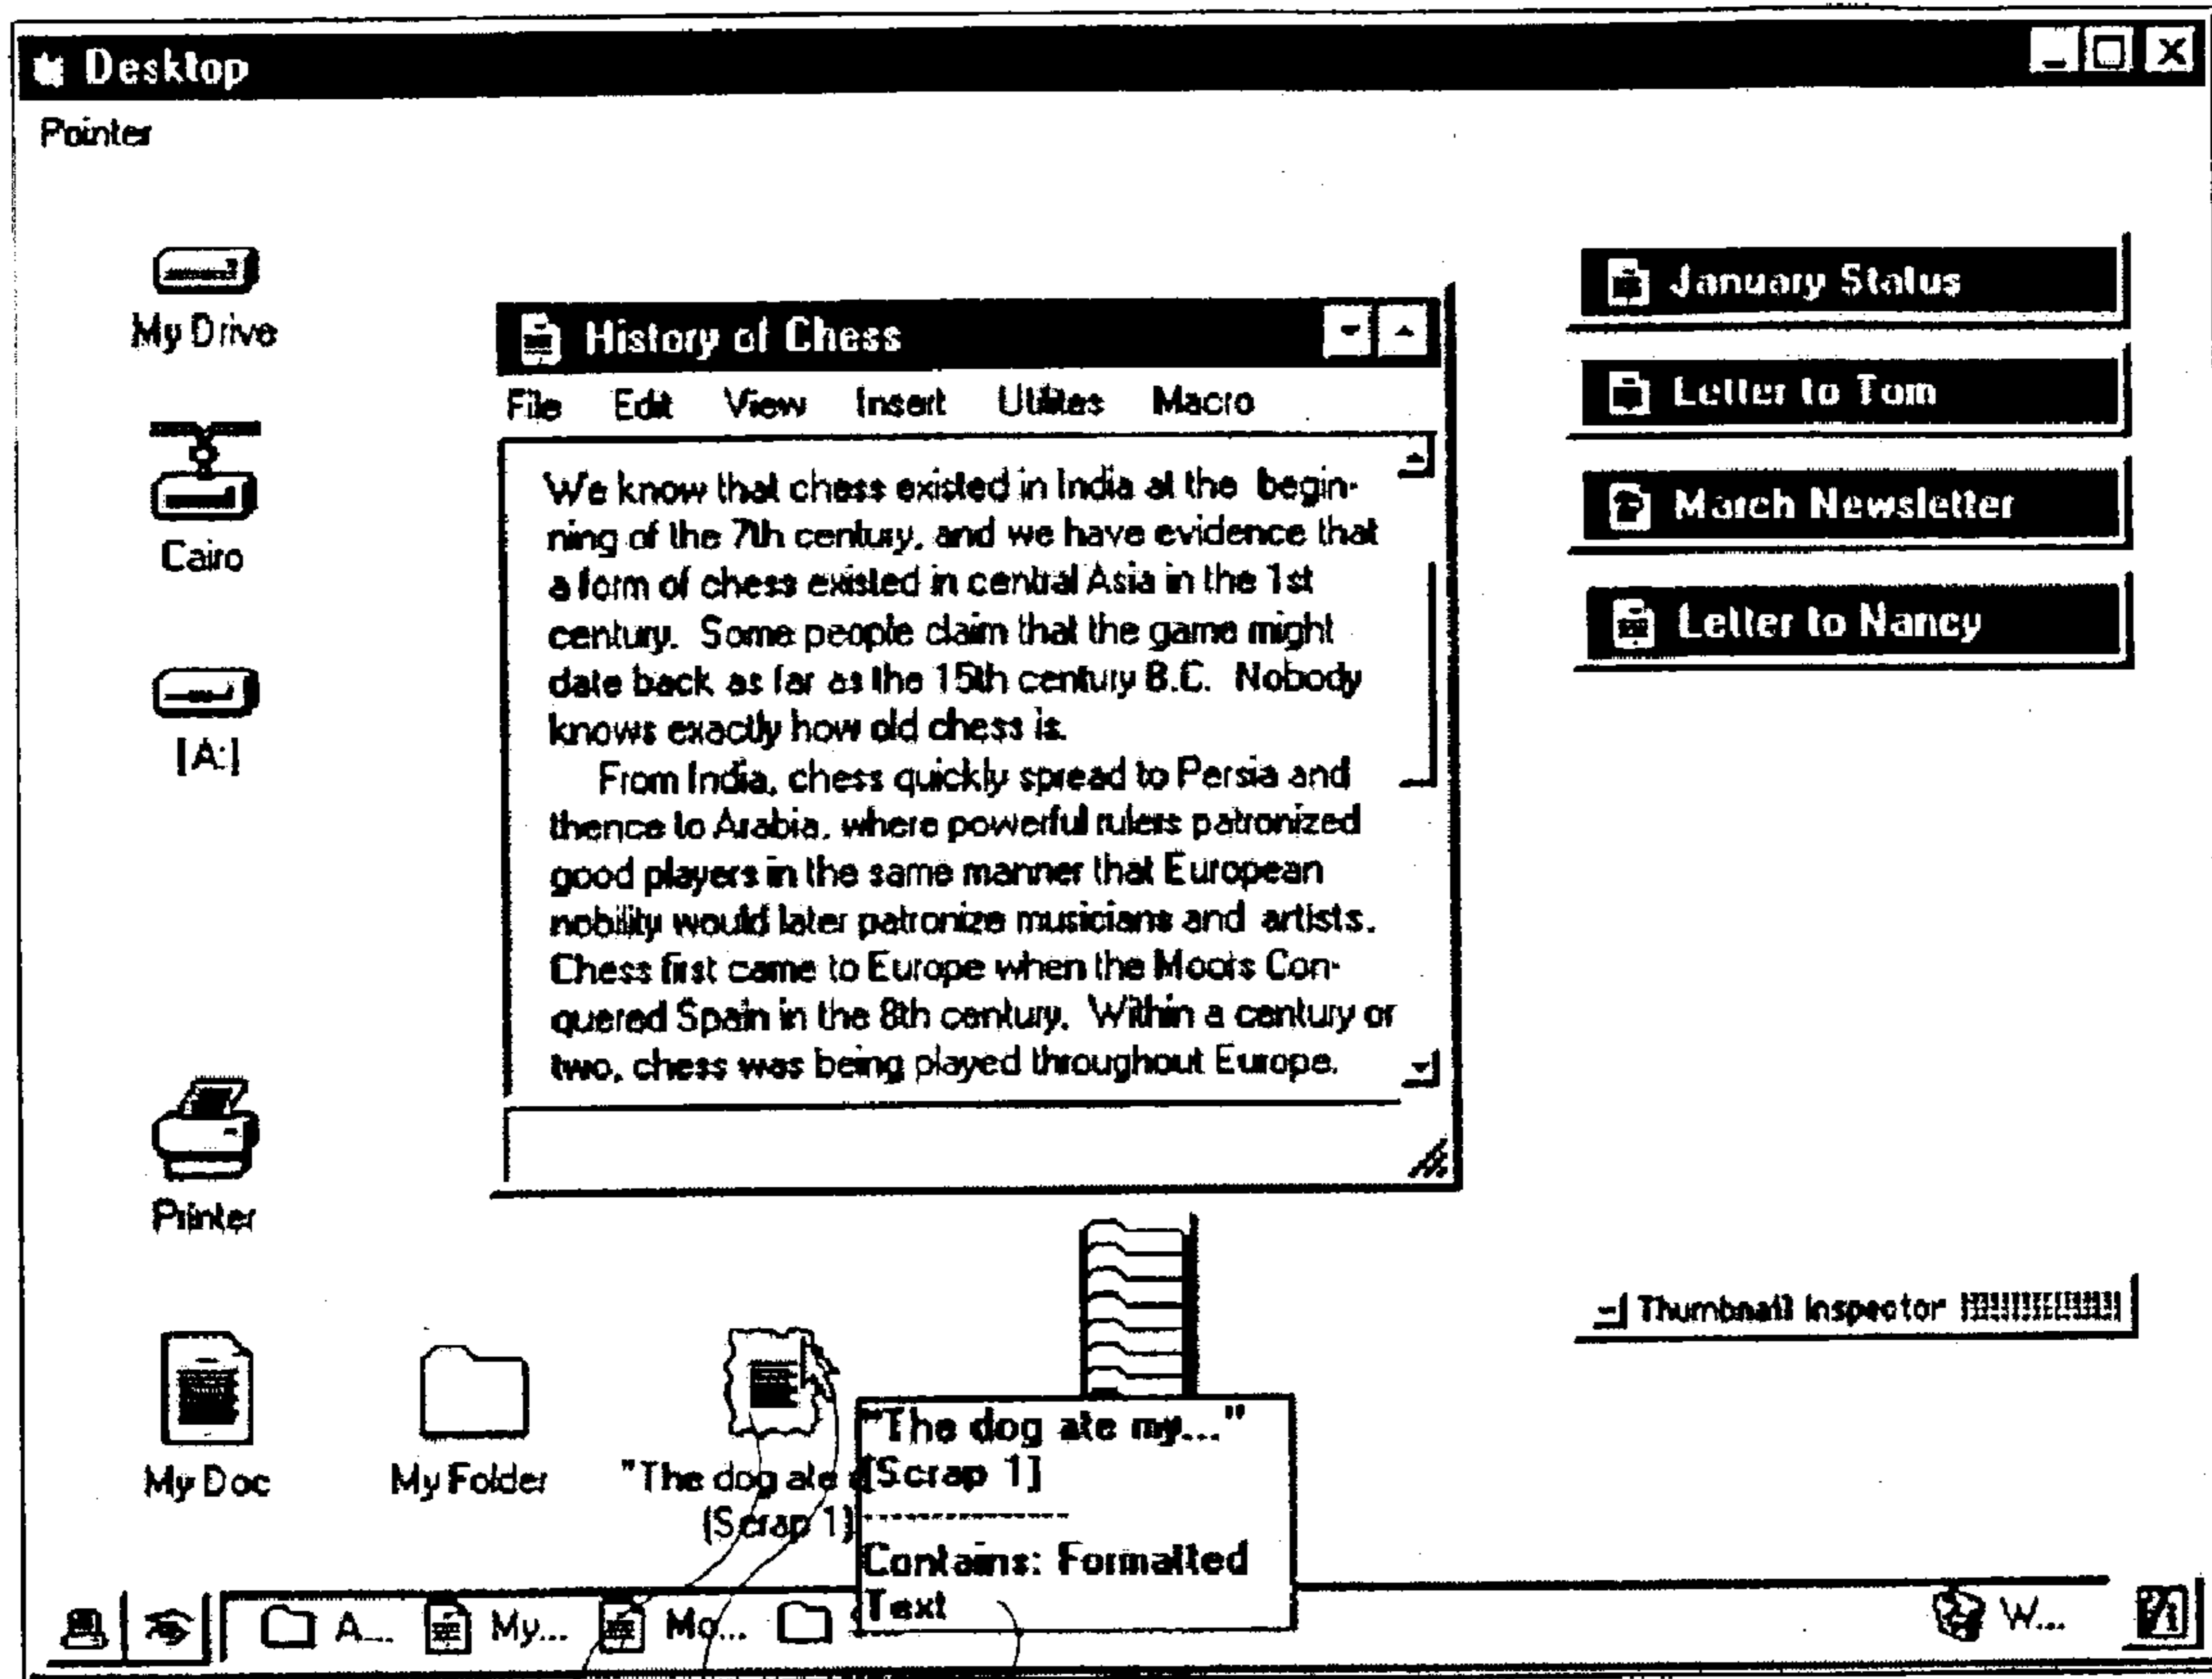 Desktop
Pointer
My Drive
Cairo
[A:]
Printer
My Doc
My Folder
"The dog ate
(Scrap 1)
History of Chess
File Edit View Insert Utilites Macro
We know that chess existed in India at the begin-
ning of the 7th century, and we have evidence that
a form of chess existed in central Asia in the 1st
century. Some people claim that the game might
date back as far as the 15th century B.C. Nobody
knows exactly how old chess is.
From India, chess quickly spread to Persia and
thence to Arabia, where powerful rulers patronized
good players in the same manner that European
nobility would later patronize musicians and artists.
Chess first came to Europe when the Moors Con-
quered Spain in the 8th century. Within a century or
two, chess was being played throughout Europe.
January Status
Letter to Tom
March Newsletter
Letter to Nancy
Thumbnail Inspector
"The dog ate my..."
[Scrap 1]
Contains: Formatted
Text
A... My... Mo... W...